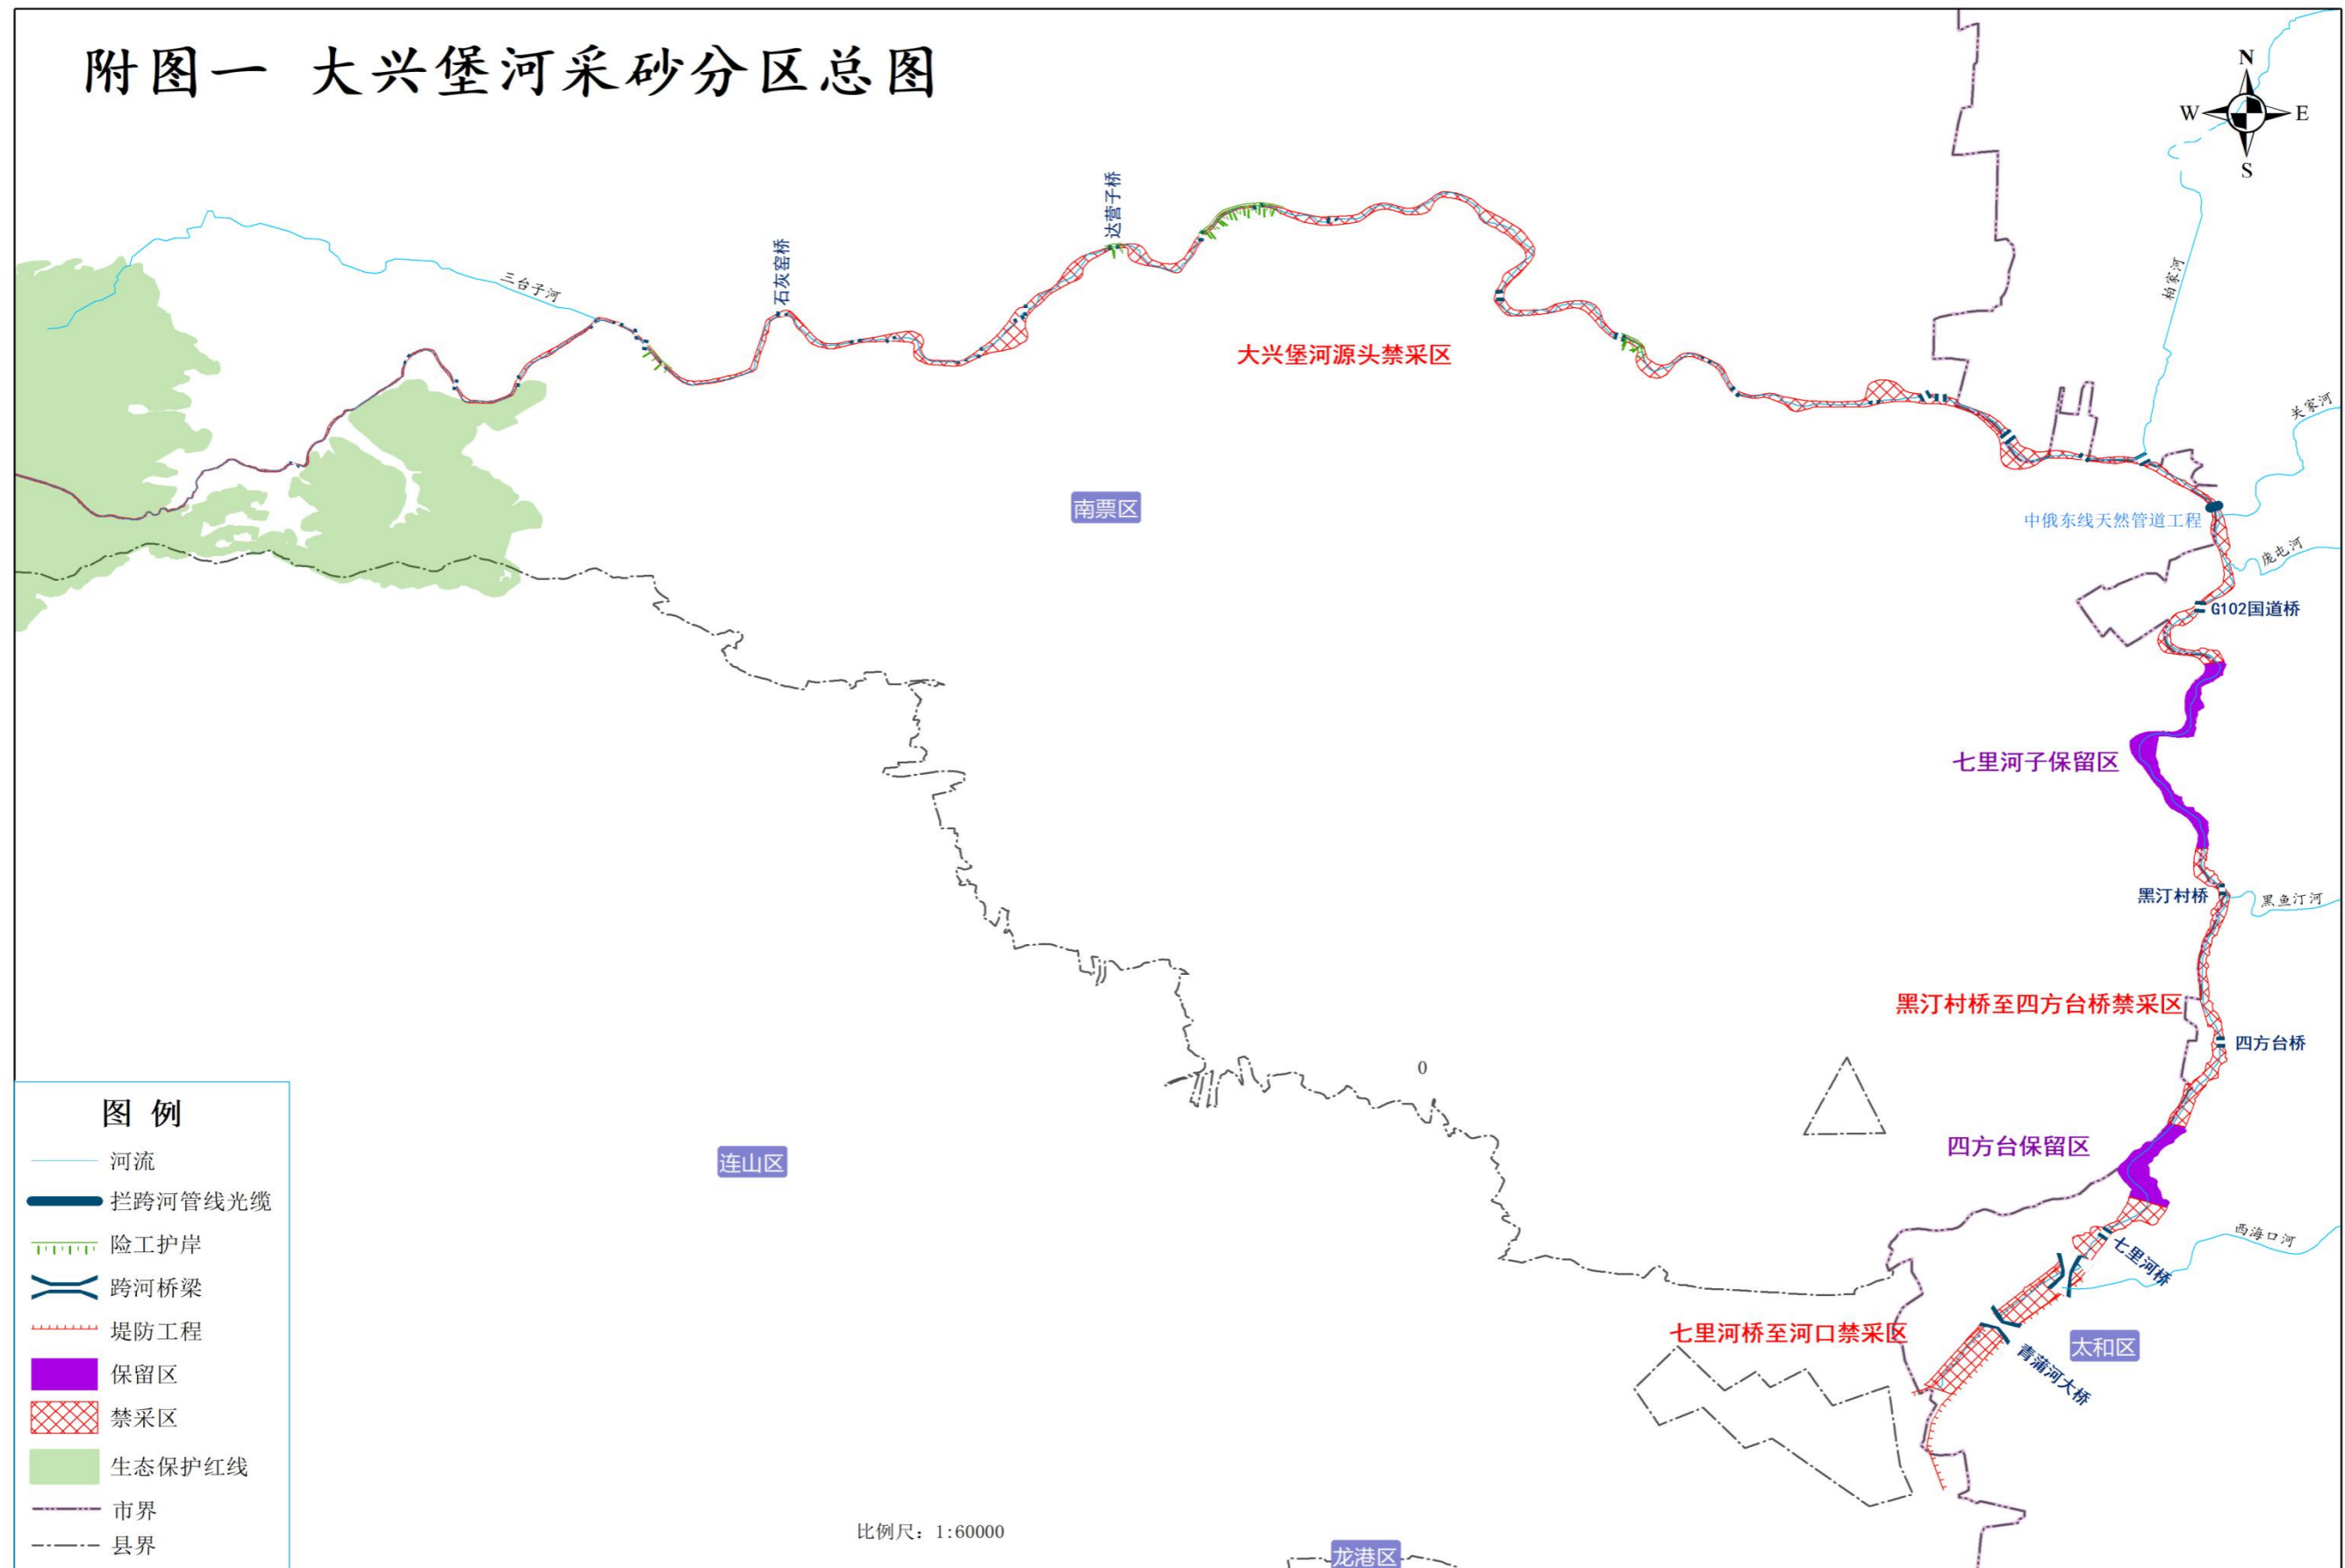 附图一 大兴堡河采砂分区总图
N
W
E
S
达营子桥
石灰窑桥
三台子河
柏家河
大兴堡河源头禁采区
关家河
南票区
中俄东线天然管道工程
庞屯河
G102国道桥
七里河子保留区
黑汀村桥
黑鱼汀河
黑汀村桥至四方台桥禁采区
四方台桥
0
四方台保留区
连山区
西海口河
七里河桥
七里河桥至河口禁采区
太和区
青蒲河大桥
图 例
河流
拦跨河管线光缆
险工护岸
跨河桥梁
堤防工程
保留区
禁采区
生态保护红线
市界
县界
比例尺：1:60000
龙港区